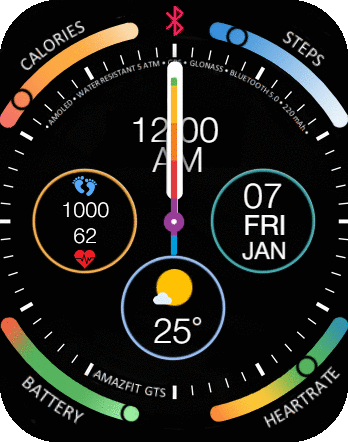 CALORIES
STEPS
AMOLED • WATER RESISTANT 5 ATM • GPS • GLONASS • BLUETOOTH 5.0 • 220 mAh
12:00
AM
1000
62
07
FRI
JAN
25°
BATTERY
AMAZFIT GTS
HEARTRATE